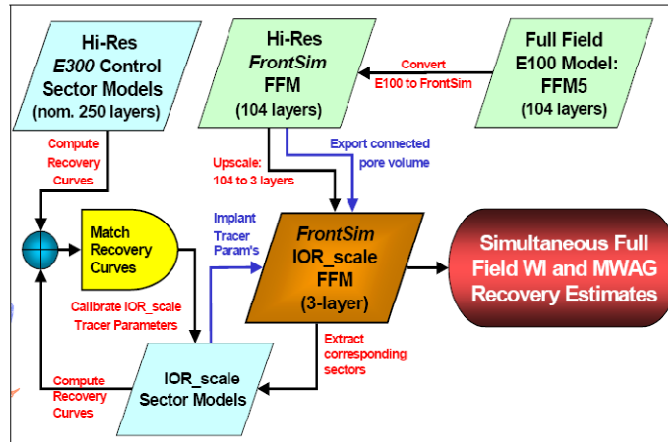 Hi-Res
E300 Control
Sector Models
(nom. 250 layers)
Hi-Res
FrontSim
FFM
(104 layers)
Convert
E100 to FrontSim
Full Field
E100 Model:
FFM5
(104 layers)
Compute
Recovery
Curves
Upscale:
104 to 3 layers
Export connected
pore volume
Match
Recovery
Curves
Implant
Tracer
Param's
FrontSim
IOR_scale
FFM
(3-layer)
Simultaneous Full
Field WI and MWAG
Recovery Estimates
Calibrate IOR_scale
Tracer Parameters
Extract
corresponding
sectors
Compute
Recovery
Curves
IOR_scale
Sector Models